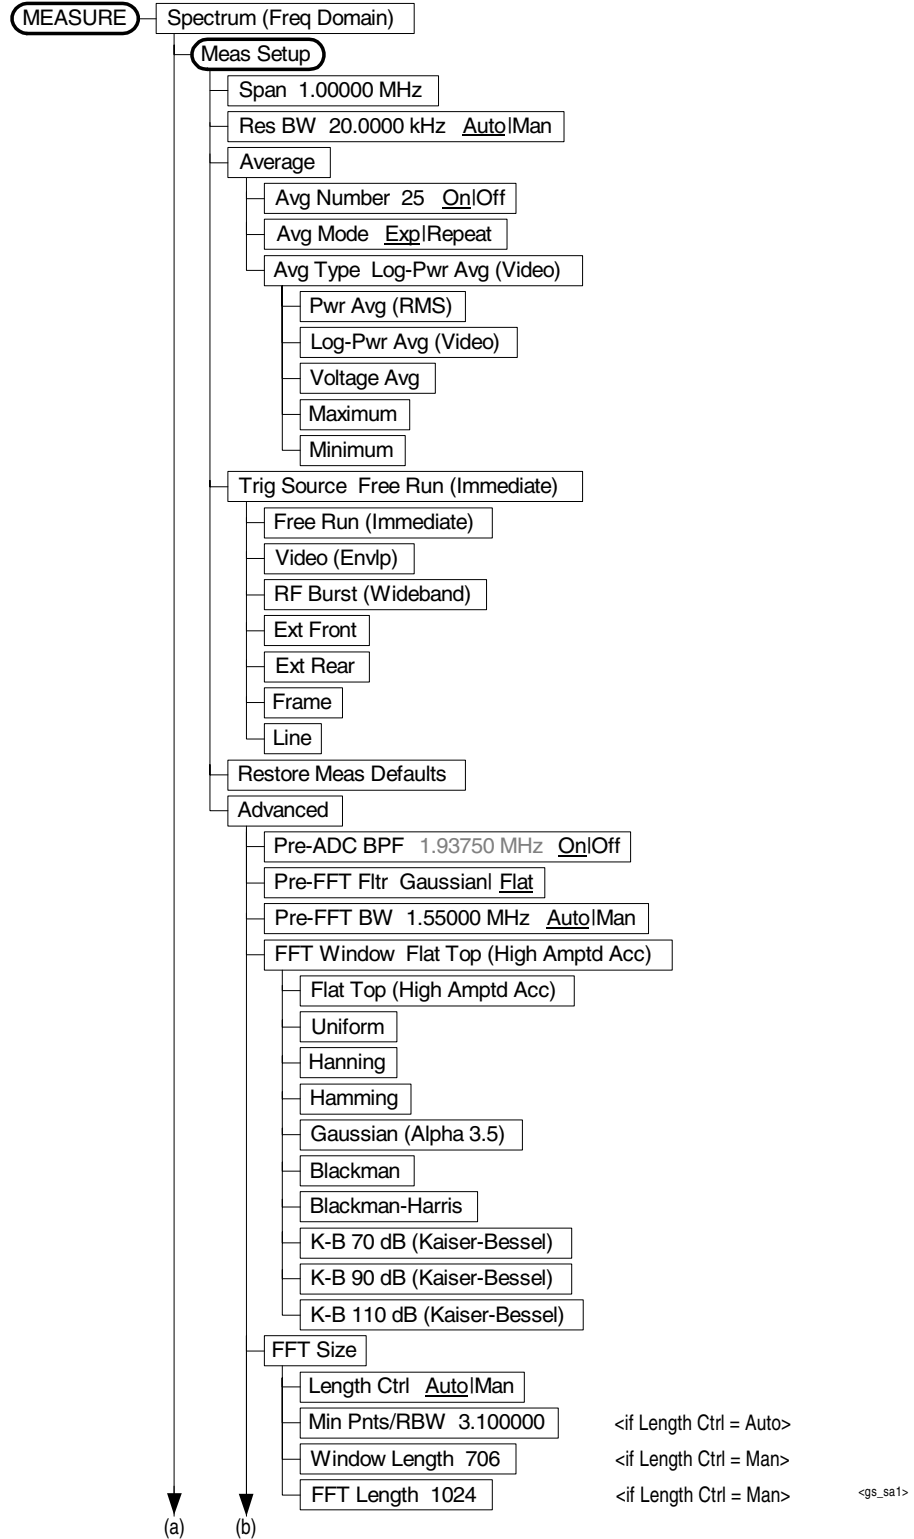 MEASURE Spectrum (Freq Domain)
Meas Setup
Span 1.00000 MHz
Res BW 20.0000 kHz Auto|Man
Average
Avg Number 25 On|Off
Avg Mode Exp|Repeat
Avg Type Log-Pwr Avg (Video)
Pwr Avg (RMS)
Log-Pwr Avg (Video)
Voltage Avg
Maximum
Minimum
Trig Source Free Run (Immediate)
Free Run (Immediate)
Video (Envlp)
RF Burst (Wideband)
Ext Front
Ext Rear
Frame
Line
Restore Meas Defaults
Advanced
Pre-ADC BPF 1.93750 MHz On|Off
Pre-FFT Fltr Gaussian| Flat
Pre-FFT BW 1.55000 MHz Auto|Man
FFT Window Flat Top (High Amptd Acc)
Flat Top (High Amptd Acc)
Uniform
Hanning
Hamming
Gaussian (Alpha 3.5)
Blackman
Blackman-Harris
K-B 70 dB (Kaiser-Bessel)
K-B 90 dB (Kaiser-Bessel)
K-B 110 dB (Kaiser-Bessel)
FFT Size
Length Ctrl Auto|Man
Min Pnts/RBW 3.100000 <if Length Ctrl = Auto>
Window Length 706 <if Length Ctrl = Man>
FFT Length 1024 <if Length Ctrl = Man> <gs_sa1>
(a) (b)